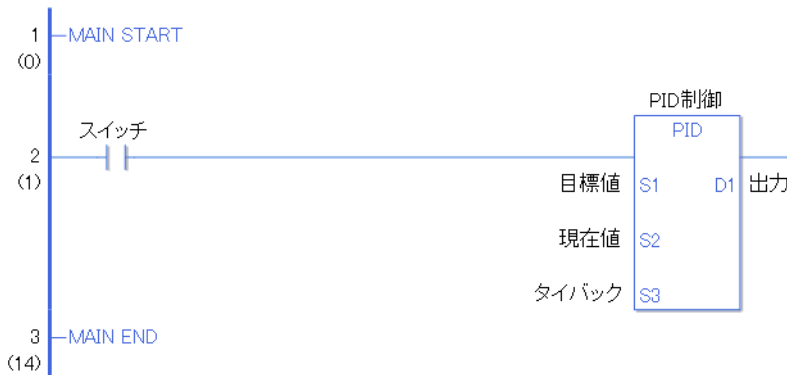 1 MAIN START
(0)
PID制御
スイッチ PID
2
(1) 目標値 S1 D1 出力
現在値 S2
タイバック S3
3 MAIN END
(14)